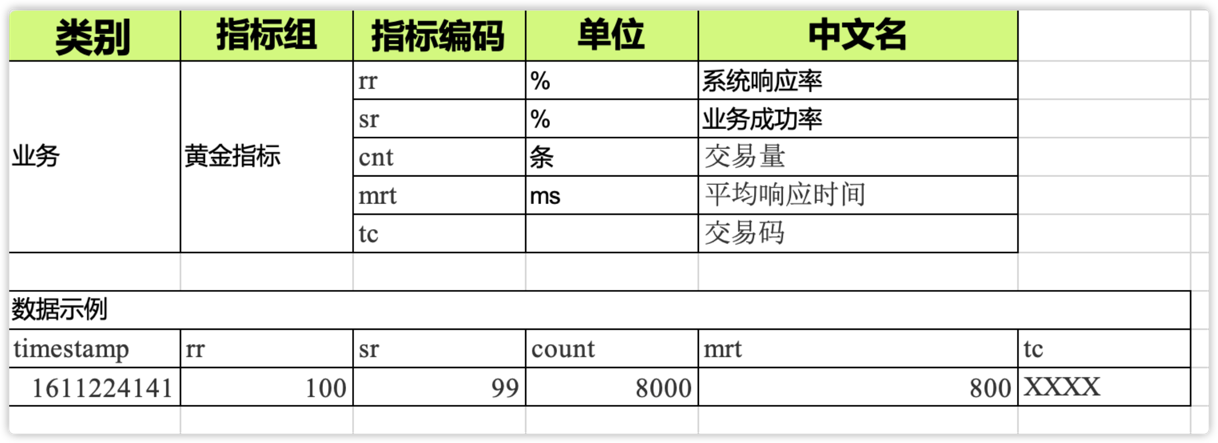 类别 指标组 指标编码 单位 中文名
rr % 系统响应率
sr % 业务成功率
业务 黄金指标 cnt 条 交易量
mrt ms 平均响应时间
tc 交易码
数据示例
timestamp rr sr count mrt tc
1611224141 100 99 8000 800 XXXX